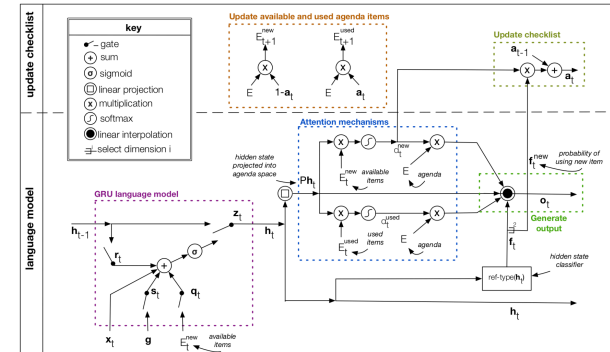 update checklist
language model
key
gate
sum
σ sigmoid
linear projection
x multiplication
softmax
linear interpolation
select dimension i
Update available and used agenda items
E new t+1
E used t+1
x
x
E
1-a t
E
a t
Update checklist
a t-1
x
+
a t
Attention mechanisms
hidden state
projected into
agenda space
Ph t
x
x
α new t
E new t
available
items
E
agenda
f new t
probability of
using new item
o t
Generate
output
x
α used t
x
E used t
used
items
E
agenda
i
f t
ref-type(h t)
hidden state
classifier
h t
GRU language model
h t-1
z t
h t
r t
σ
+
s t
q t
x t
g
E new t
available
items